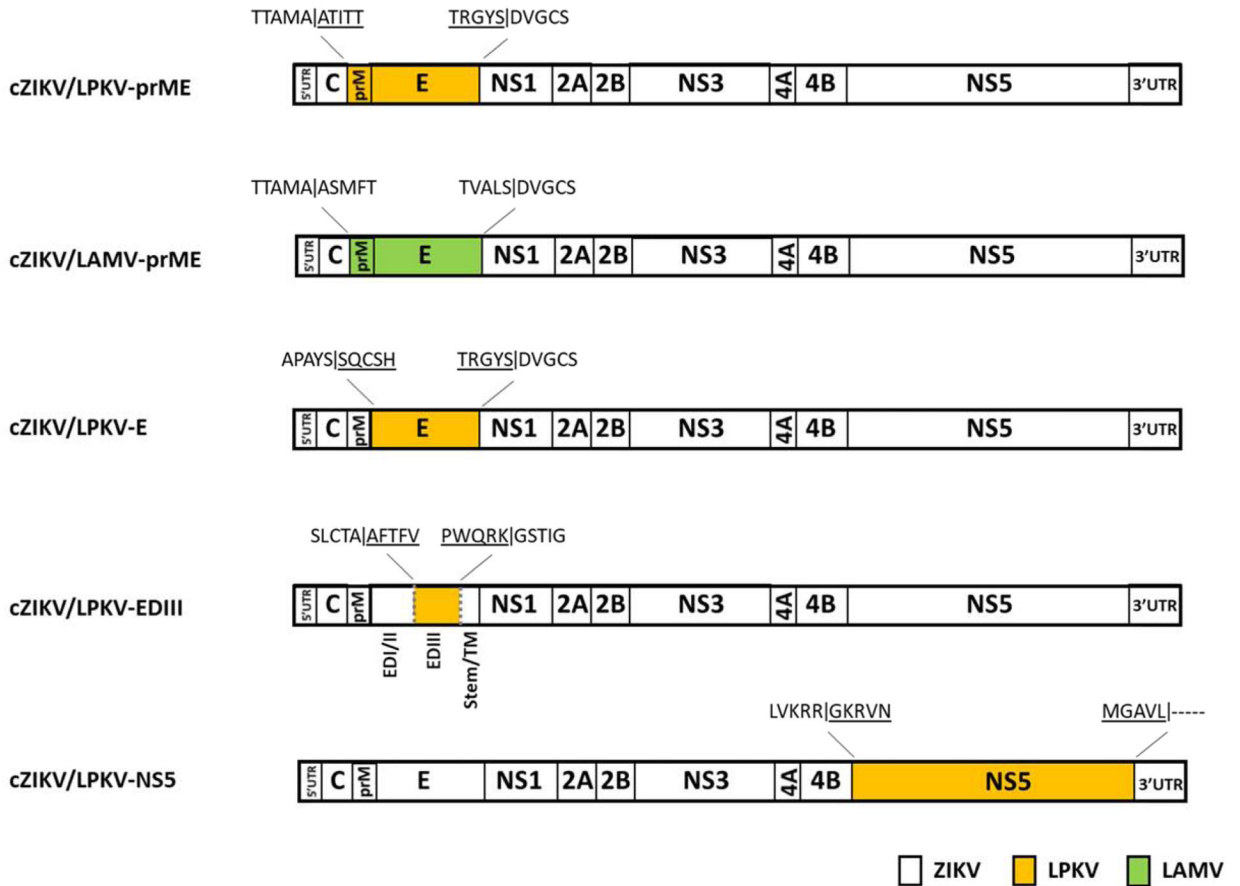 TTAMA|ATITT TRGYS|DVGCS
cZIKV/LPKV-prME 5'UTR C prM E NS1 2A 2B NS3 4A 4B NS5 3'UTR
TTAMA|ASMFT TVALS|DVGCS
cZIKV/LAMV-prME 5'UTR C prM E NS1 2A 2B NS3 4A 4B NS5 3'UTR
APAYS|SQCSH TRGYS|DVGCS
cZIKV/LPKV-E 5'UTR C prM E NS1 2A 2B NS3 4A 4B NS5 3'UTR
SLCTA|AFTFV PWQRK|GSTIG
cZIKV/LPKV-EDIII 5'UTR C prM NS1 2A 2B NS3 4A 4B NS5 3'UTR
EDI/II EDIII Stem/TM
LVKRR|GKRVN MGAVL|-----
cZIKV/LPKV-NS5 5'UTR C prM E NS1 2A 2B NS3 4A 4B NS5 3'UTR
ZIKV LPKV LAMV